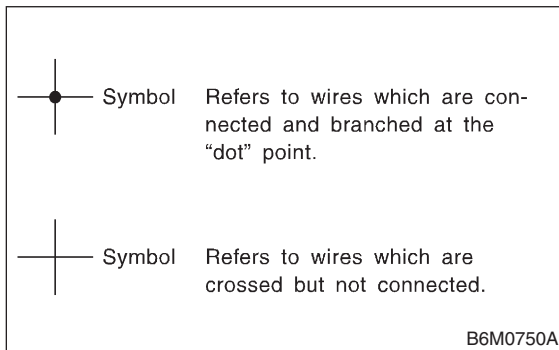 Symbol Refers to wires which are con-
nected and branched at the
“dot” point.
Symbol Refers to wires which are
crossed but not connected.
B6M0750A